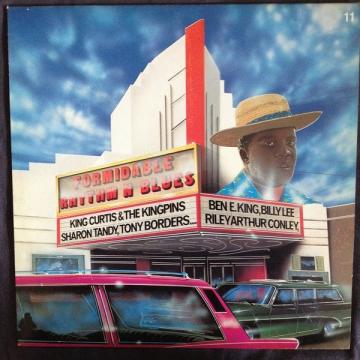 11
FORMIDABLE
RHYTHM N BLUES
KING CURTIS & THE KINGPINS
SHARON TANDY, TONY BORDERS...
BEN E. KING, BILLY LEE
RILEY ARTHUR CONLEY.